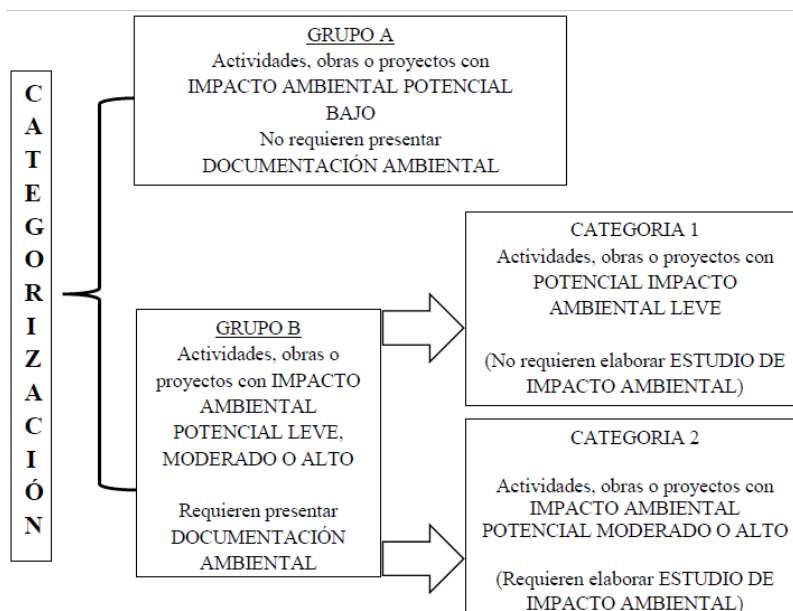 CATEGORIZACIÓN
GRUPO A
Actividades, obras o proyectos con
IMPACTO AMBIENTAL POTENCIAL
BAJO
No requieren presentar
DOCUMENTACIÓN AMBIENTAL
GRUPO B
Actividades, obras o
proyectos con IMPACTO
AMBIENTAL
POTENCIAL LEVE,
MODERADO O ALTO
Requieren presentar
DOCUMENTACIÓN
AMBIENTAL
CATEGORIA 1
Actividades, obras o proyectos con
POTENCIAL IMPACTO
AMBIENTAL LEVE
(No requieren elaborar ESTUDIO DE
IMPACTO AMBIENTAL)
CATEGORIA 2
Actividades, obras o proyectos con
IMPACTO AMBIENTAL
POTENCIAL MODERADO O ALTO
(Requieren elaborar ESTUDIO DE
IMPACTO AMBIENTAL)